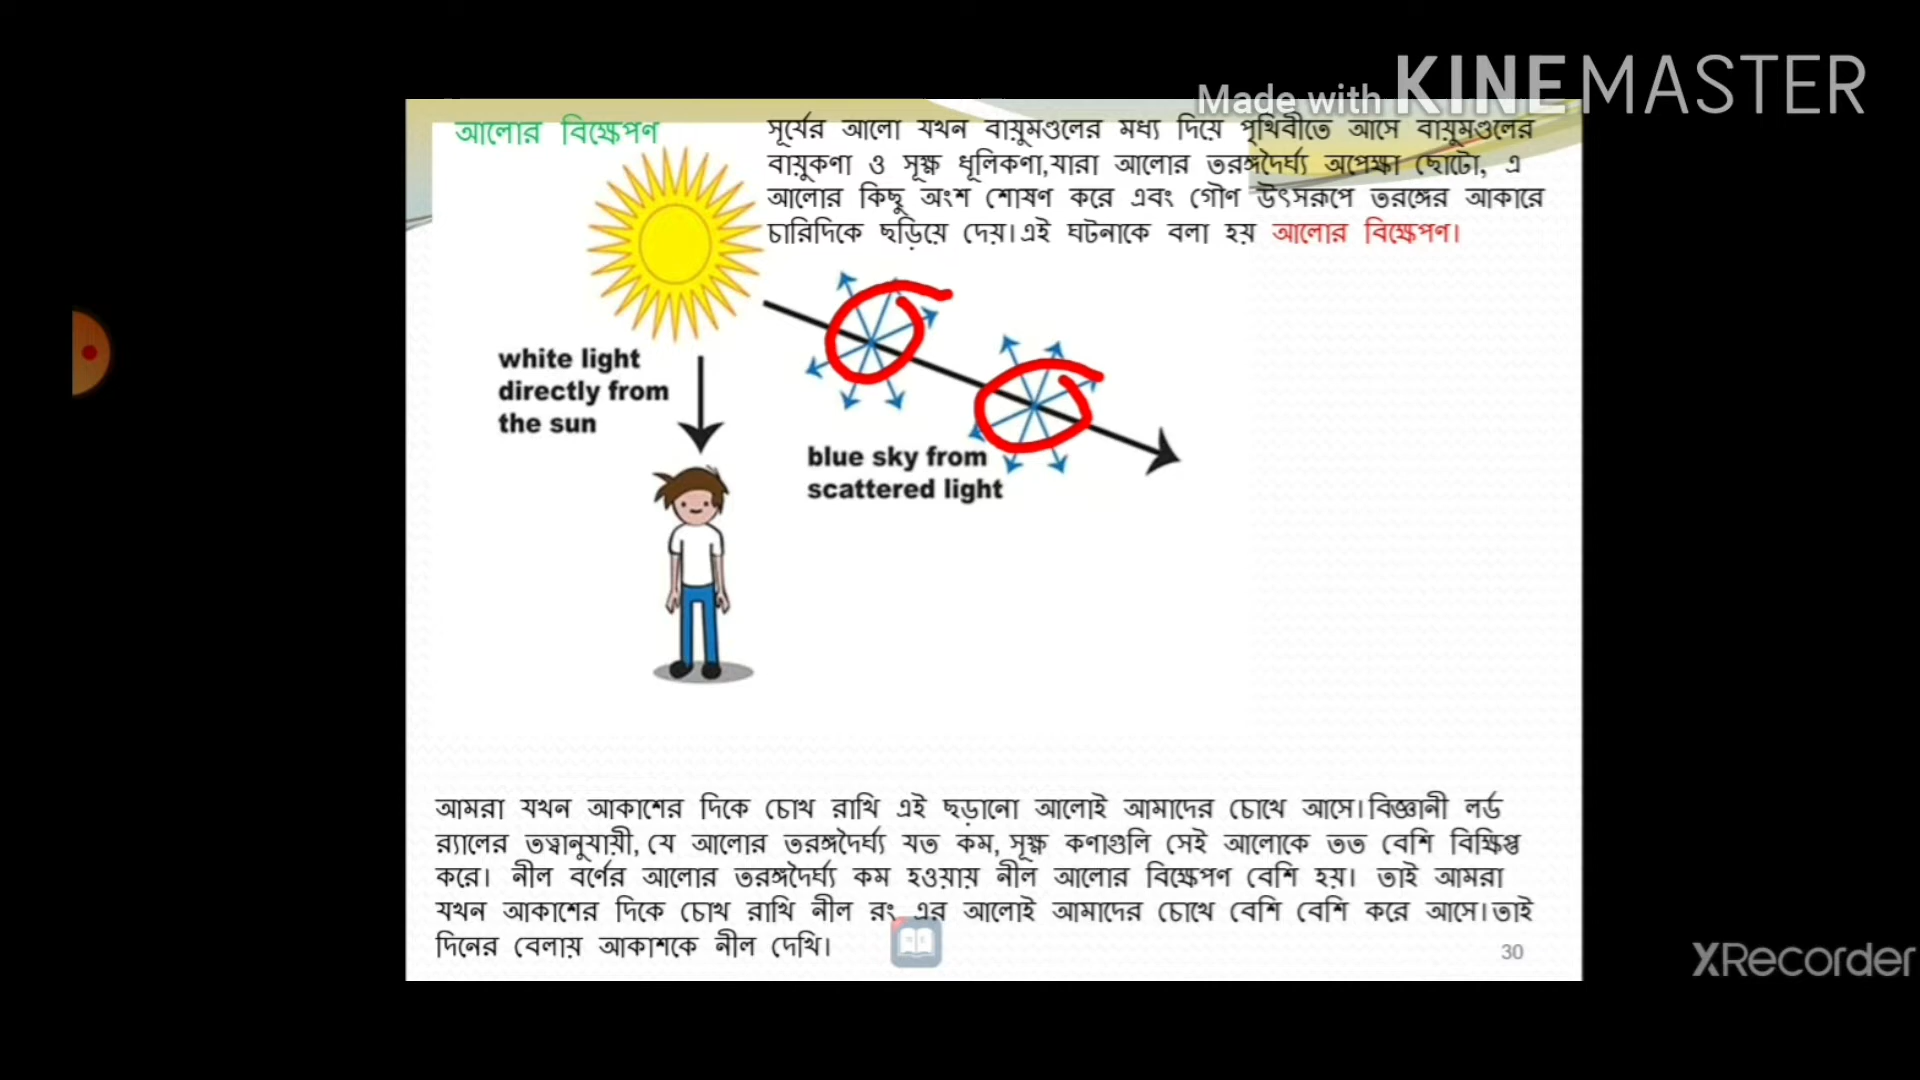 Made with KINEMASTER
আলোর বিক্ষেপণ
সূর্যের আলো যখন বায়ুমণ্ডলের মধ্য দিয়ে পৃথিবীতে আসে বায়ুমণ্ডলের
বায়ুকণা ও সূক্ষ্ণ ধূলিকণা,যারা আলোর তরঙ্গদৈর্ঘ্য অপেক্ষা ছোটো, এ
আলোর কিছু অংশ শোষণ করে এবং গৌণ উৎসরূপে তরঙ্গের আকারে
চারিদিকে ছড়িয়ে দেয়।এই ঘটনাকে বলা হয় আলোর বিক্ষেপণ।
white light
directly from
the sun
blue sky from
scattered light
আমরা যখন আকাশের দিকে চোখ রাখি এই ছড়ানো আলোই আমাদের চোখে আসে।বিজ্ঞানী লর্ড
র‍্যালের তত্বানুযায়ী, যে আলোর তরঙ্গদৈর্ঘ্য যত কম, সূক্ষ্ণ কণাগুলি সেই আলোকে তত বেশি বিক্ষিপ্ত
করে। নীল বর্ণের আলোর তরঙ্গদৈর্ঘ্য কম হওয়ায় নীল আলোর বিক্ষেপণ বেশি হয়। তাই আমরা
যখন আকাশের দিকে চোখ রাখি নীল রং এর আলোই আমাদের চোখে বেশি বেশি করে আসে।তাই
দিনের বেলায় আকাশকে নীল দেখি।
30
XRecorder